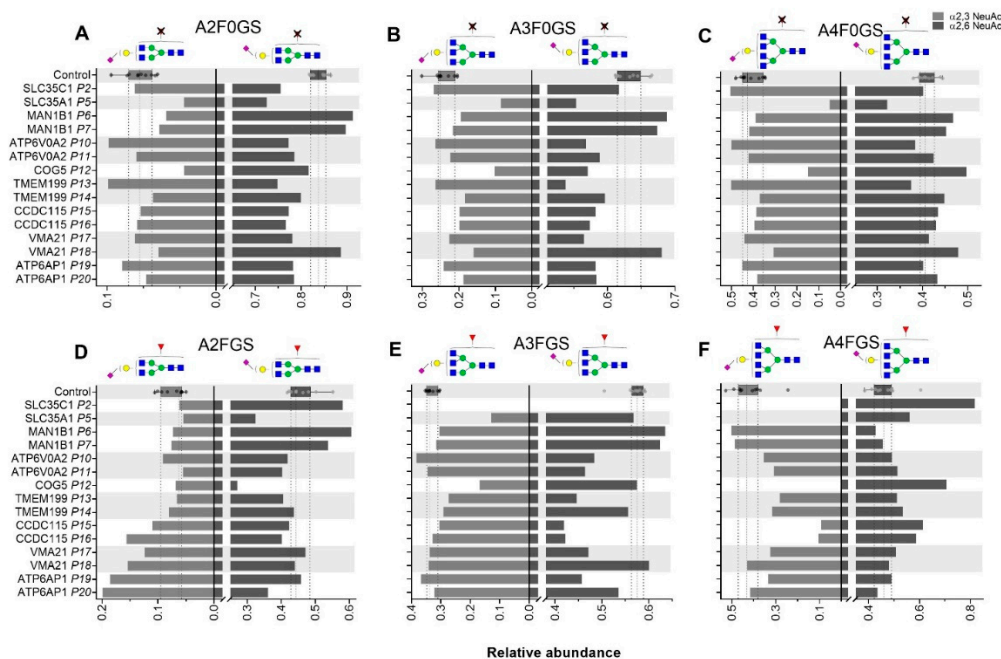 A A2F0GS
B A3F0GS
C A4F0GS
α2,3 NeuAc
α2,6 NeuAc
Control
SLC35C1 P2
SLC35A1 P5
MAN1B1 P6
MAN1B1 P7
ATP6V0A2 P10
ATP6V0A2 P11
COG5 P12
TMEM199 P13
TMEM199 P14
CCDC115 P15
CCDC115 P16
VMA21 P17
VMA21 P18
ATP6AP1 P19
ATP6AP1 P20
0.1 0.0 0.7 0.8 0.9
0.3 0.2 0.1 0.0 0.6 0.7
0.5 0.4 0.3 0.2 0.1 0.0 0.3 0.4 0.5
D A2FGS
E A3FGS
F A4FGS
Control
SLC35C1 P2
SLC35A1 P5
MAN1B1 P6
MAN1B1 P7
ATP6V0A2 P10
ATP6V0A2 P11
COG5 P12
TMEM199 P13
TMEM199 P14
CCDC115 P15
CCDC115 P16
VMA21 P17
VMA21 P18
ATP6AP1 P19
ATP6AP1 P20
0.2 0.1 0.0 0.3 0.4 0.5 0.6
0.4 0.3 0.2 0.1 0.0 0.4 0.5 0.6
0.5 0.4 0.3 0.2 0.1 0.0 0.4 0.6 0.8
Relative abundance